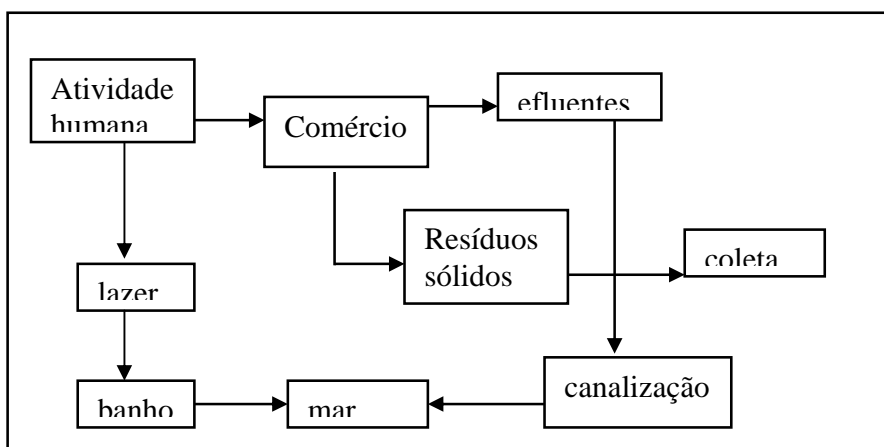 Atividade
humana
Comércio
efluentes
Resíduos
sólidos
coleta
lazer
banho
mar
canalização